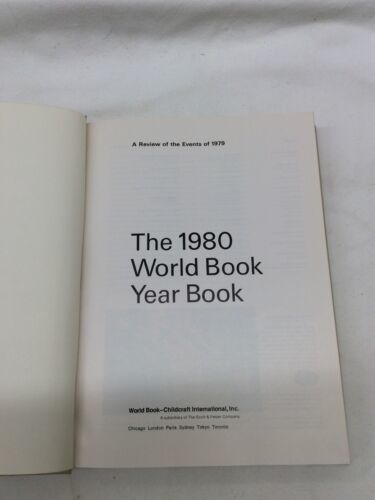 A Review of the Events of 1979
The 1980
World Book
Year Book
World Book–Childcraft International, Inc.
A subsidiary of The Scott & Fetzer Company
Chicago London Paris Sydney Tokyo Toronto